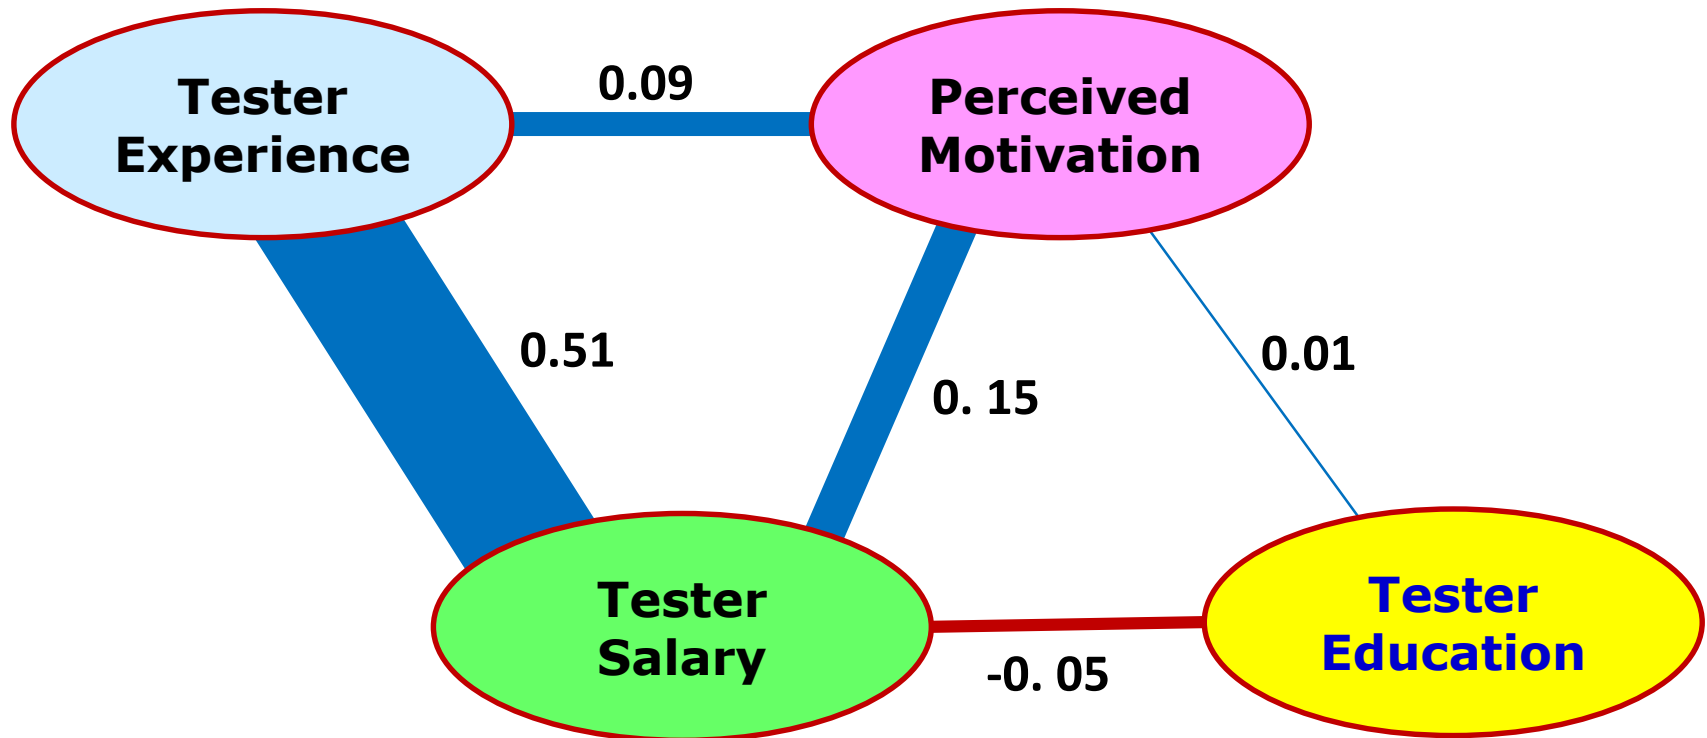 Tester
Experience
0.09
Perceived
Motivation
0.51
0. 15
0.01
Tester
Salary
-0. 05
Tester
Education